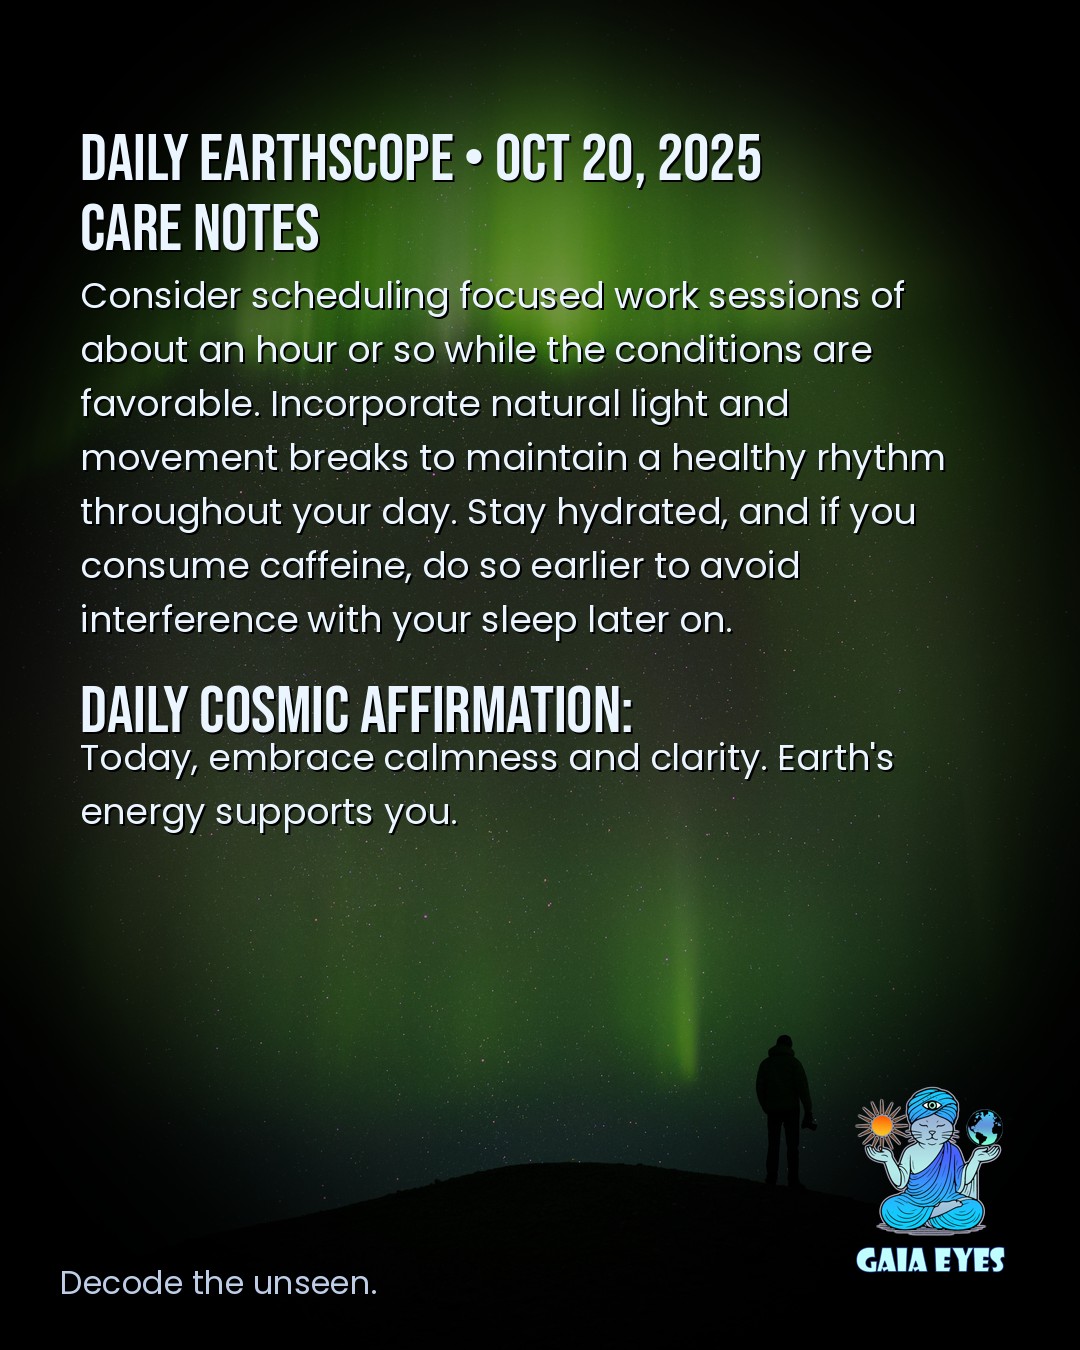 DAILY EARTHSCOPE • OCT 20, 2025
CARE NOTES
Consider scheduling focused work sessions of
about an hour or so while the conditions are
favorable. Incorporate natural light and
movement breaks to maintain a healthy rhythm
throughout your day. Stay hydrated, and if you
consume caffeine, do so earlier to avoid
interference with your sleep later on.
DAILY COSMIC AFFIRMATION:
Today, embrace calmness and clarity. Earth's
energy supports you.
GAIA EYES
Decode the unseen.